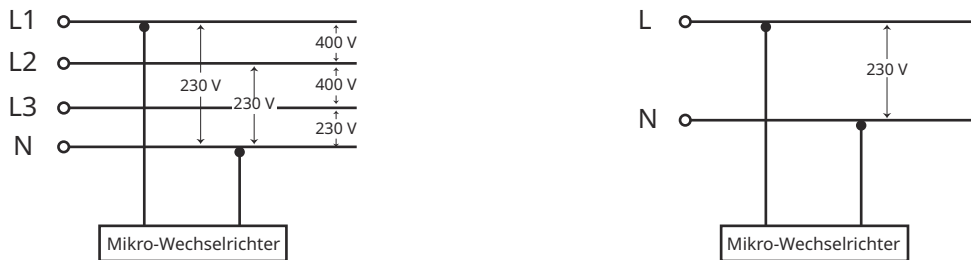 L1
400 V
L2
230 V
400 V
230 V
L3
230 V
N
Mikro-Wechselrichter
L
230 V
N
Mikro-Wechselrichter